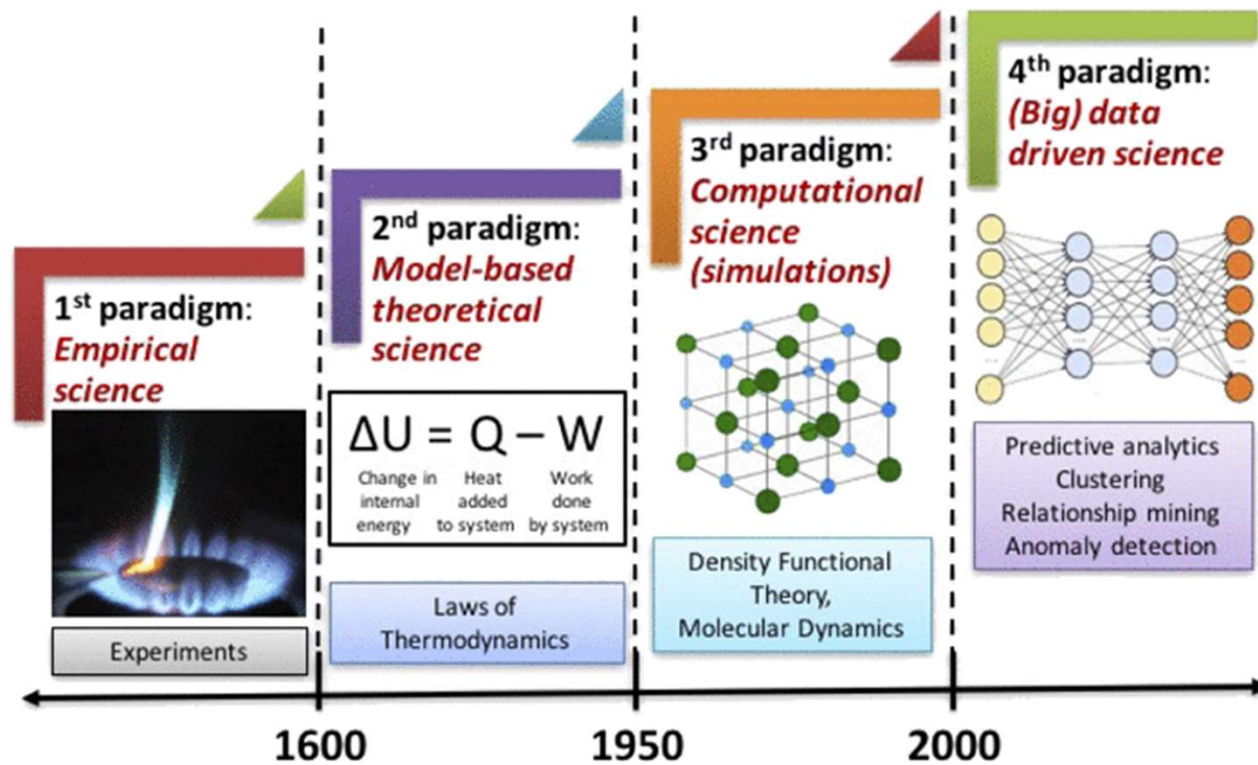 1st paradigm:
Empirical
science
Experiments
2nd paradigm:
Model-based
theoretical
science
ΔU = Q – W
Change in internal energy
Heat added to system
Work done by system
Laws of
Thermodynamics
3rd paradigm:
Computational
science
(simulations)
Density Functional
Theory,
Molecular Dynamics
4th paradigm:
(Big) data
driven science
Predictive analytics
Clustering
Relationship mining
Anomaly detection
1600
1950
2000